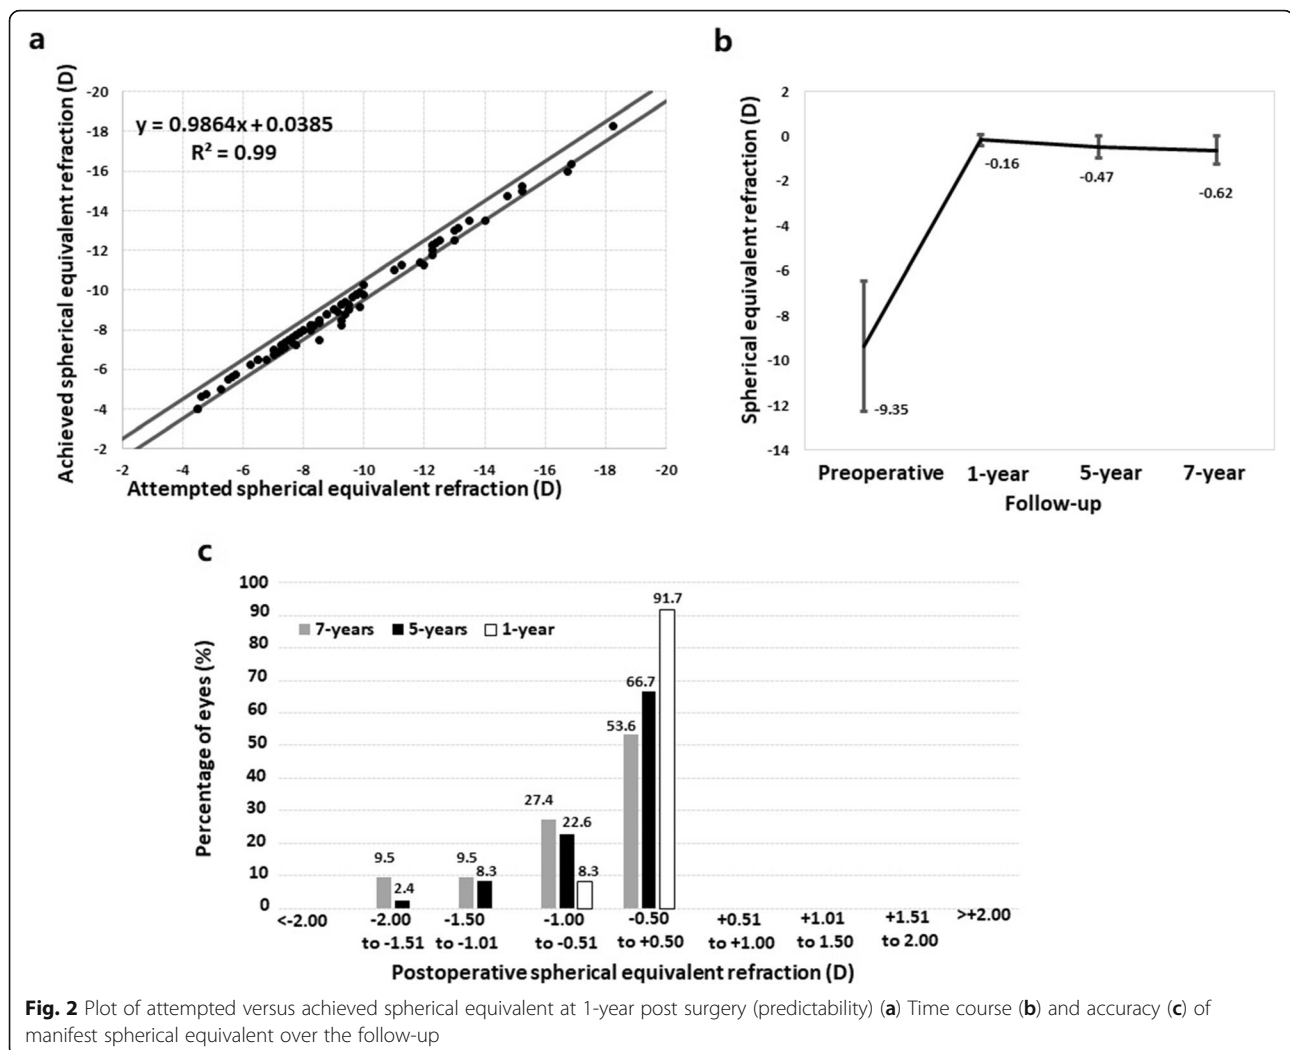 a
Achieved spherical equivalent refraction (D)
-20
-18
-16
-14
-12
-10
-8
-6
-4
-2
y = 0.9864x + 0.0385
R² = 0.99
-2 -4 -6 -8 -10 -12 -14 -16 -18 -20
Attempted spherical equivalent refraction (D)
b
Spherical equivalent refraction (D)
2
0
-2
-4
-6
-8
-10
-12
-14
-0.16
-0.47
-0.62
-9.35
Preoperative 1-year 5-year 7-year
Follow-up
c
Percentage of eyes (%)
100
90
80
70
60
50
40
30
20
10
0
7-years 5-years 1-year
9.5
2.4
9.5
8.3
27.4
22.6
8.3
53.6
66.7
91.7
<-2.00
-2.00
to -1.51
-1.50
to -1.01
-1.00
to -0.51
-0.50
to +0.50
+0.51
to +1.00
+1.01
to 1.50
+1.51
to 2.00
>+2.00
Postoperative spherical equivalent refraction (D)
Fig. 2 Plot of attempted versus achieved spherical equivalent at 1-year post surgery (predictability) (a) Time course (b) and accuracy (c) of
manifest spherical equivalent over the follow-up